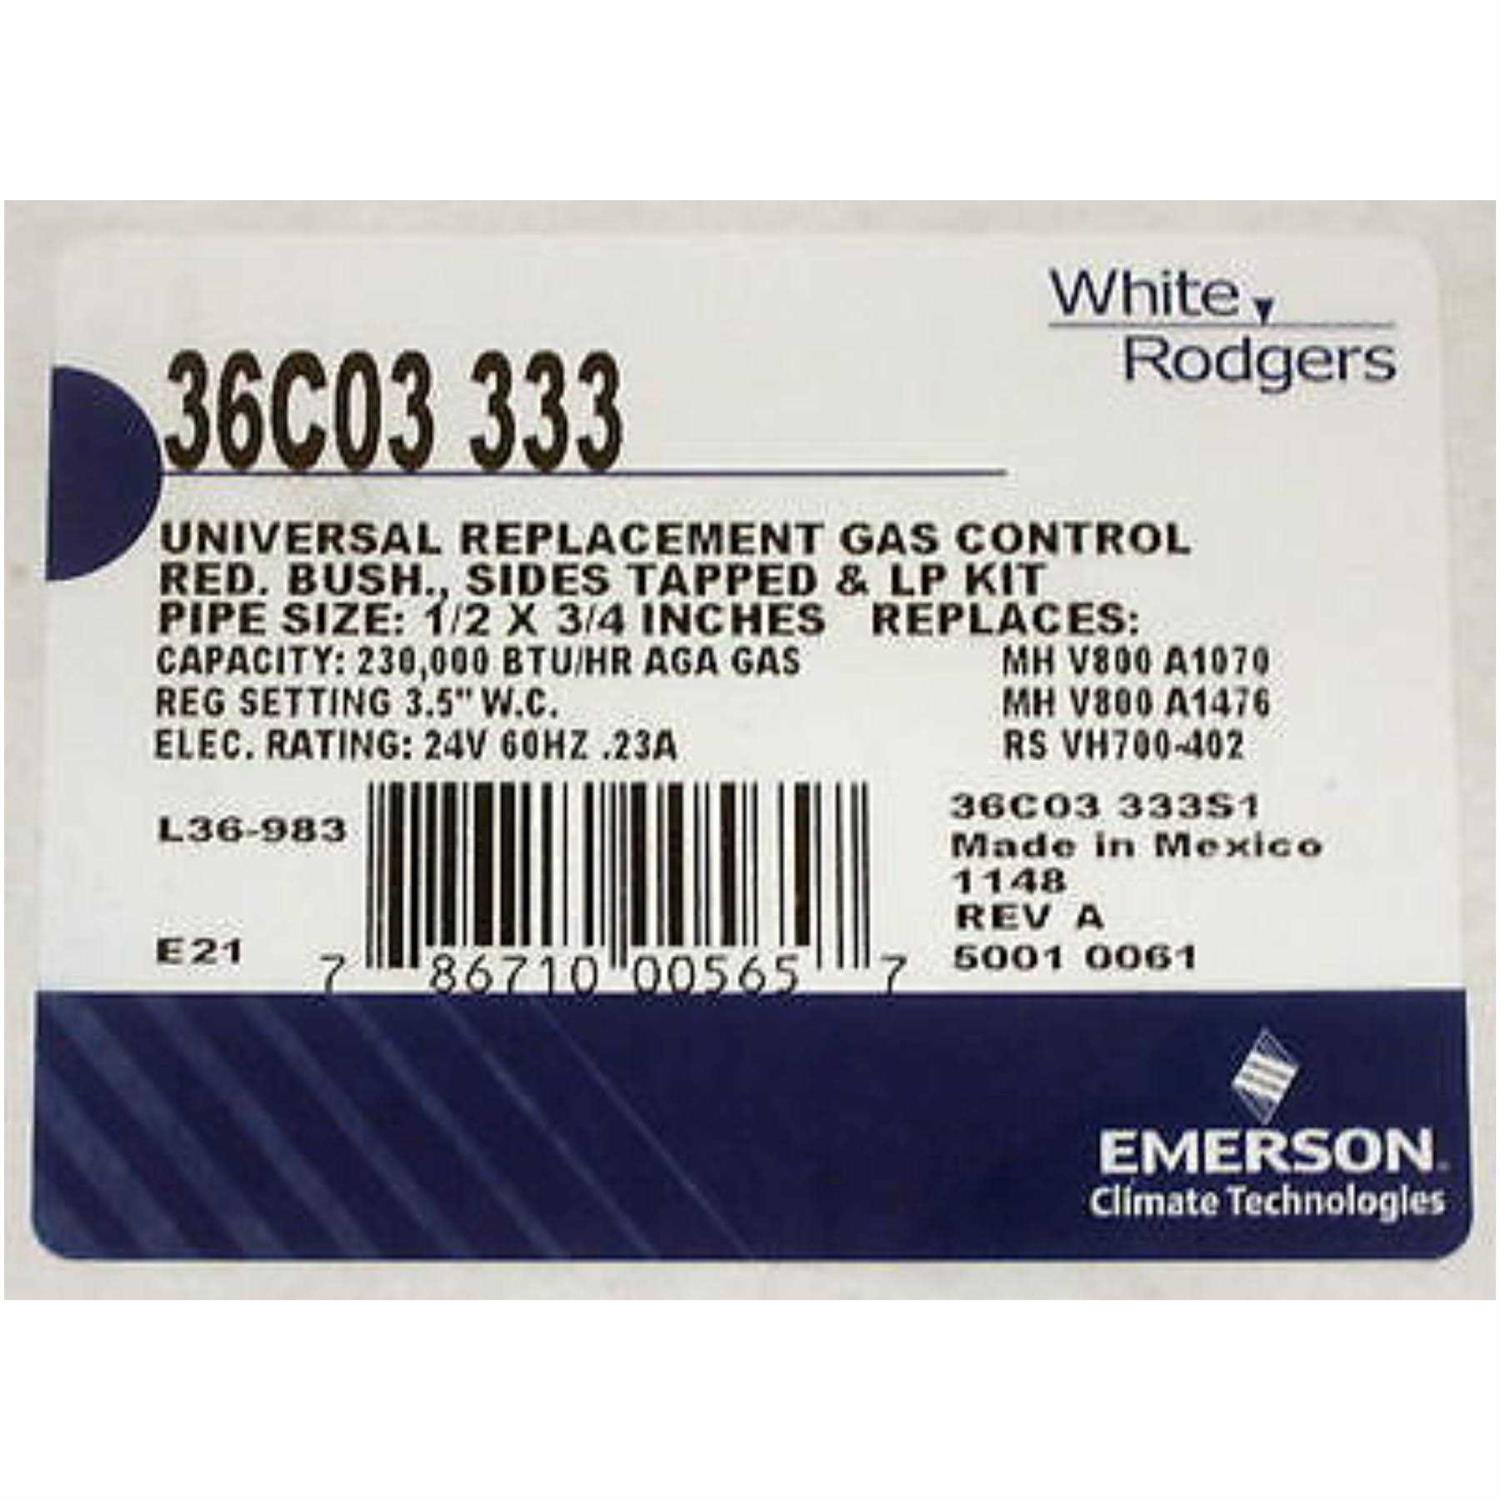 White
Rodgers
36C03 333
UNIVERSAL REPLACEMENT GAS CONTROL
RED. BUSH., SIDES TAPPED & LP KIT
PIPE SIZE: 1/2 X 3/4 INCHES REPLACES:
CAPACITY: 230,000 BTU/HR AGA GAS MH V800 A1070
REG SETTING 3.5" W.C. MH V800 A1476
ELEC. RATING: 24V 60HZ .23A RS VH700-402
L36-983
36C03 333S1
Made in Mexico
1148
REV A
E21
7 86710 00565 7
5001 0061
EMERSON
Climate Technologies